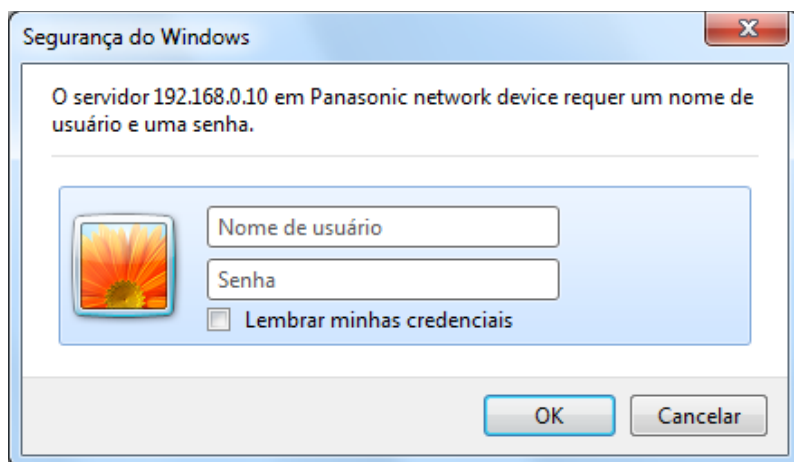 Segurança do Windows
O servidor 192.168.0.10 em Panasonic network device requer um nome de
usuário e uma senha.
Nome de usuário
Senha
Lembrar minhas credenciais
OK
Cancelar